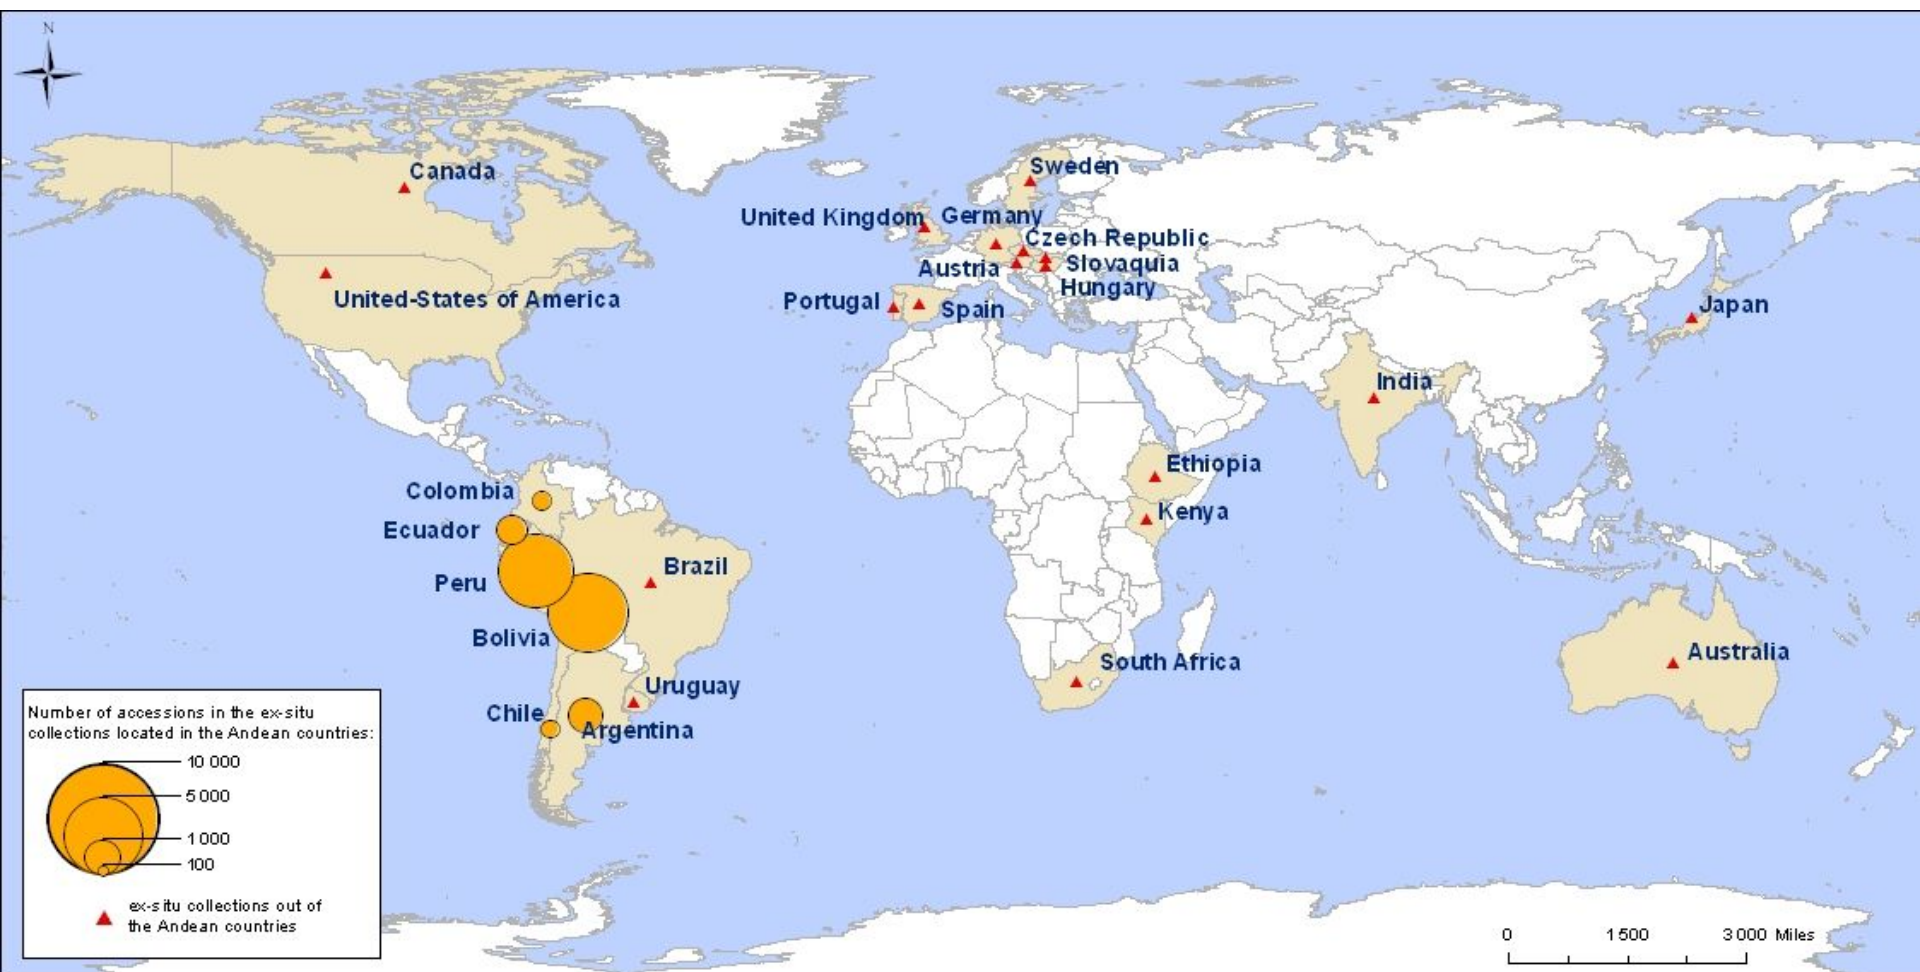 N
Canada
Sweden
United Kingdom
Germany
Czech Republic
Austria
Slovaquia
Hungary
United-States of America
Portugal
Spain
Japan
India
Colombia
Ethiopia
Ecuador
Kenya
Peru
Brazil
Bolivia
South Africa
Australia
Uruguay
Chile
Argentina
Number of accessions in the ex-situ
collections located in the Andean countries:
10 000
5 000
1 000
100
ex-situ collections out of
the Andean countries
0 1 500 3 000 Miles